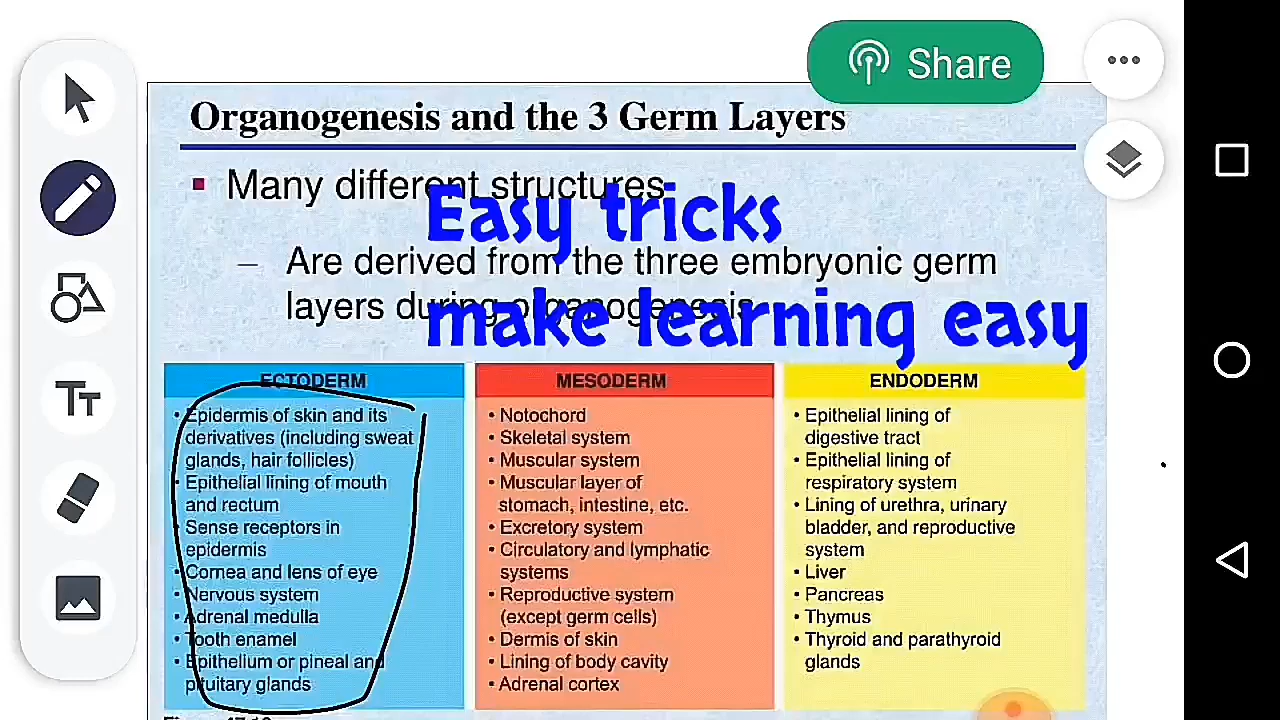 Share
Organogenesis and the 3 Germ Layers
Many different structures
Easy tricks
– Are derived from the three embryonic germ
layers during organogenesis
make learning easy
ECTODERM
• Epidermis of skin and its
derivatives (including sweat
glands, hair follicles)
• Epithelial lining of mouth
and rectum
• Sense receptors in
epidermis
• Cornea and lens of eye
• Nervous system
• Adrenal medulla
• Tooth enamel
• Epithelium or pineal and
pituitary glands
MESODERM
• Notochord
• Skeletal system
• Muscular system
• Muscular layer of
stomach, intestine, etc.
• Excretory system
• Circulatory and lymphatic
systems
• Reproductive system
(except germ cells)
• Dermis of skin
• Lining of body cavity
• Adrenal cortex
ENDODERM
• Epithelial lining of
digestive tract
• Epithelial lining of
respiratory system
• Lining of urethra, urinary
bladder, and reproductive
system
• Liver
• Pancreas
• Thymus
• Thyroid and parathyroid
glands
TT